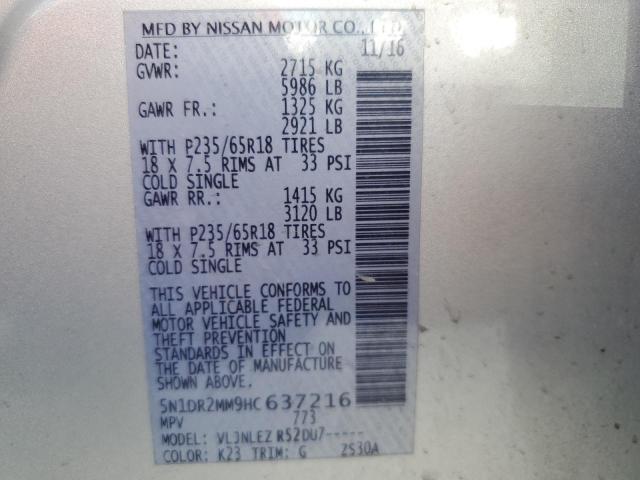 MFD BY NISSAN MOTOR CO., LTD.
DATE: 11/16
GVWR: 2715 KG
5986 LB
GAWR FR.: 1325 KG
2921 LB
WITH P235/65R18 TIRES
18 X 7.5 RIMS AT 33 PSI
COLD SINGLE
GAWR RR.: 1415 KG
3120 LB
WITH P235/65R18 TIRES
18 X 7.5 RIMS AT 33 PSI
COLD SINGLE
THIS VEHICLE CONFORMS TO
ALL APPLICABLE FEDERAL
MOTOR VEHICLE SAFETY AND
THEFT PREVENTION
STANDARDS IN EFFECT ON
THE DATE OF MANUFACTURE
SHOWN ABOVE.
5N1DR2MM9HC637216
MPV 773
MODEL: VLJNLEZ R52DU7-----
COLOR: K23 TRIM: G 2S30A